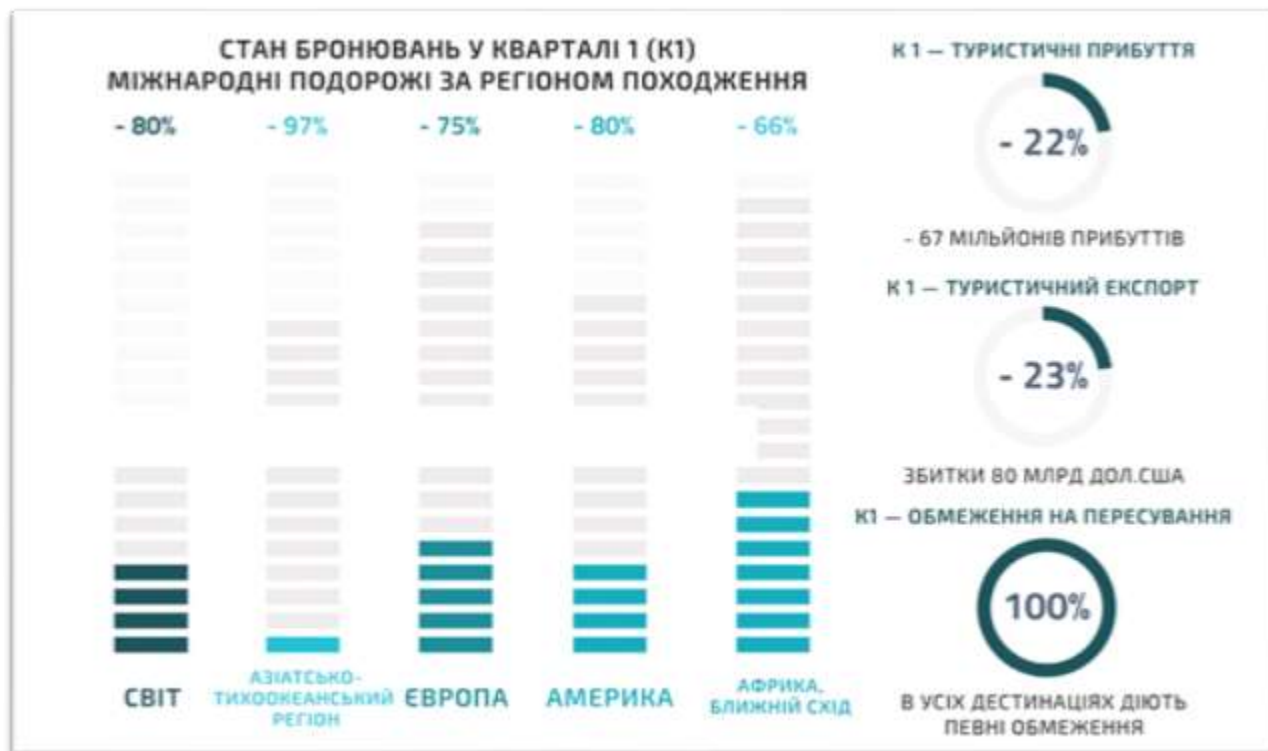 СТАН БРОНЮВАНЬ У КВАРТАЛІ 1 (К1)
МІЖНАРОДНІ ПОДОРОЖІ ЗА РЕГІОНОМ ПОХОДЖЕННЯ
- 80%
- 97%
- 75%
- 80%
- 66%
СВІТ
АЗІАТСЬКО-
ТИХООКЕАНСЬКИЙ
РЕГІОН
ЄВРОПА
АМЕРИКА
АФРИКА,
БЛИЖНІЙ СХІД
К 1 — ТУРИСТИЧНІ ПРИБУТТЯ
- 22%
- 67 МІЛЬЙОНІВ ПРИБУТТІВ
К 1 — ТУРИСТИЧНИЙ ЕКСПОРТ
- 23%
ЗБИТКИ 80 МЛРД ДОЛ.США
К1 — ОБМЕЖЕННЯ НА ПЕРЕСУВАННЯ
100%
В УСІХ ДЕСТИНАЦІЯХ ДІЮТЬ
ПЕВНІ ОБМЕЖЕННЯ